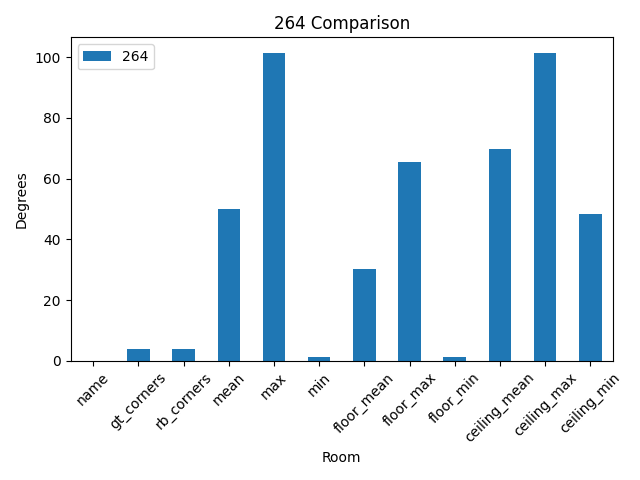 264 Comparison
264
100
80
60
40
20
0
Degrees
name
gt_corners
rb_corners
mean
max
min
floor_mean
floor_max
floor_min
ceiling_mean
ceiling_max
ceiling_min
Room